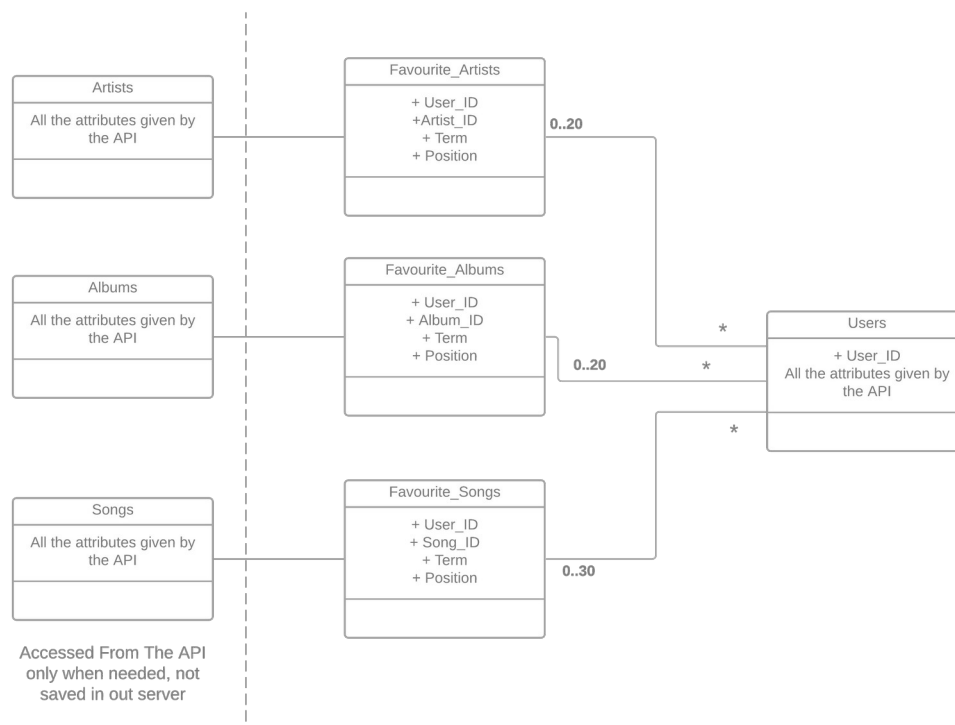 Artists
All the attributes given by
the API
Favourite_Artists
+ User_ID
+Artist_ID
+ Term
+ Position
0..20
*
Albums
All the attributes given by
the API
Favourite_Albums
+ User_ID
+ Album_ID
+ Term
+ Position
0..20
*
Users
+ User_ID
All the attributes given by
the API
*
Songs
All the attributes given by
the API
Favourite_Songs
+ User_ID
+ Song_ID
+ Term
+ Position
0..30
Accessed From The API
only when needed, not
saved in out server